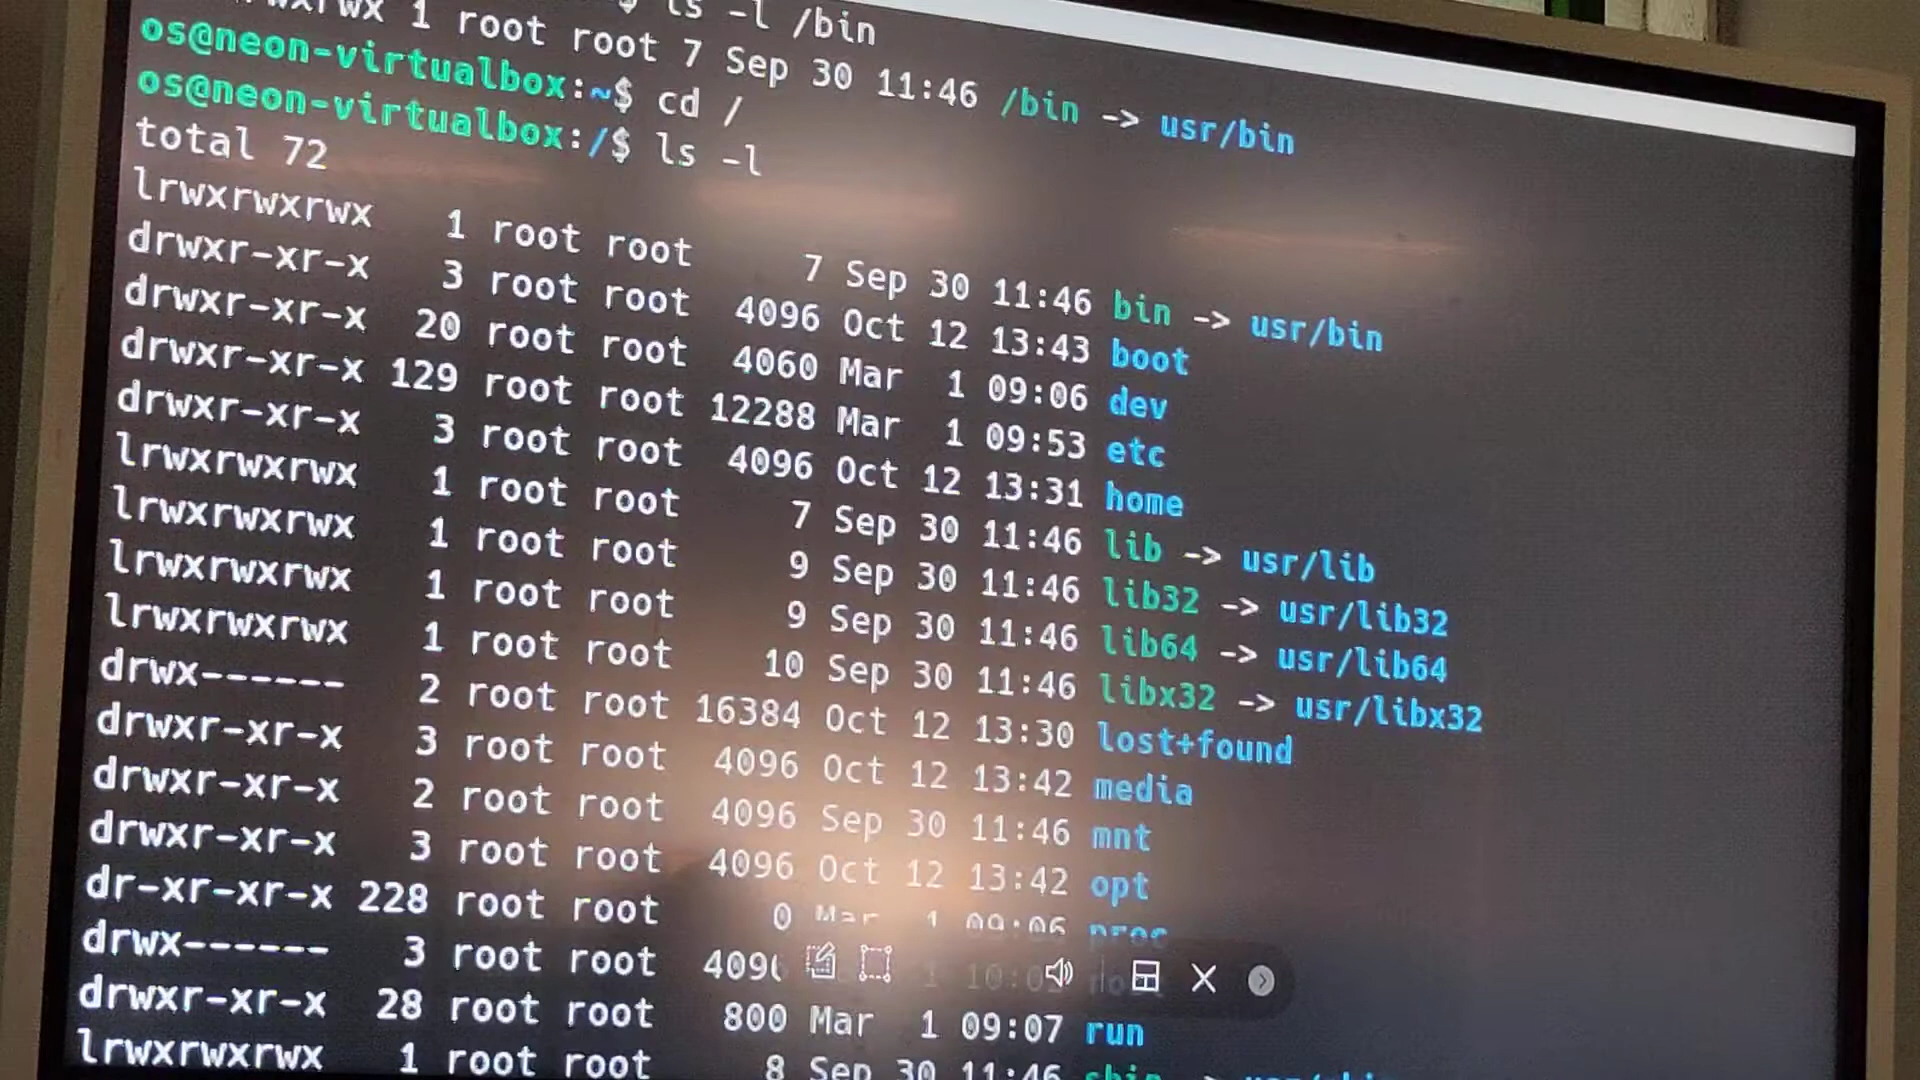 $ ls -l /bin
1 root root 7 Sep 30 11:46 /bin -> usr/bin
os@neon-virtualbox:~$ cd /
os@neon-virtualbox:/$ ls -l
total 72
lrwxrwxrwx 1 root root 7 Sep 30 11:46 bin -> usr/bin
drwxr-xr-x 3 root root 4096 Oct 12 13:43 boot
drwxr-xr-x 20 root root 4060 Mar 1 09:06 dev
drwxr-xr-x 129 root root 12288 Mar 1 09:53 etc
drwxr-xr-x 3 root root 4096 Oct 12 13:31 home
lrwxrwxrwx 1 root root 7 Sep 30 11:46 lib -> usr/lib
lrwxrwxrwx 1 root root 9 Sep 30 11:46 lib32 -> usr/lib32
lrwxrwxrwx 1 root root 9 Sep 30 11:46 lib64 -> usr/lib64
lrwxrwxrwx 1 root root 10 Sep 30 11:46 libx32 -> usr/libx32
drwx------ 2 root root 16384 Oct 12 13:30 lost+found
drwxr-xr-x 3 root root 4096 Oct 12 13:42 media
drwxr-xr-x 2 root root 4096 Sep 30 11:46 mnt
drwxr-xr-x 3 root root 4096 Oct 12 13:42 opt
dr-xr-xr-x 228 root root 0 Mar 1 09:06 proc
drwx------ 3 root root 4096
drwxr-xr-x 28 root root 800 Mar 1 09:07 run
lrwxrwxrwx 1 root root 8 Sep 30 11:46 sbin